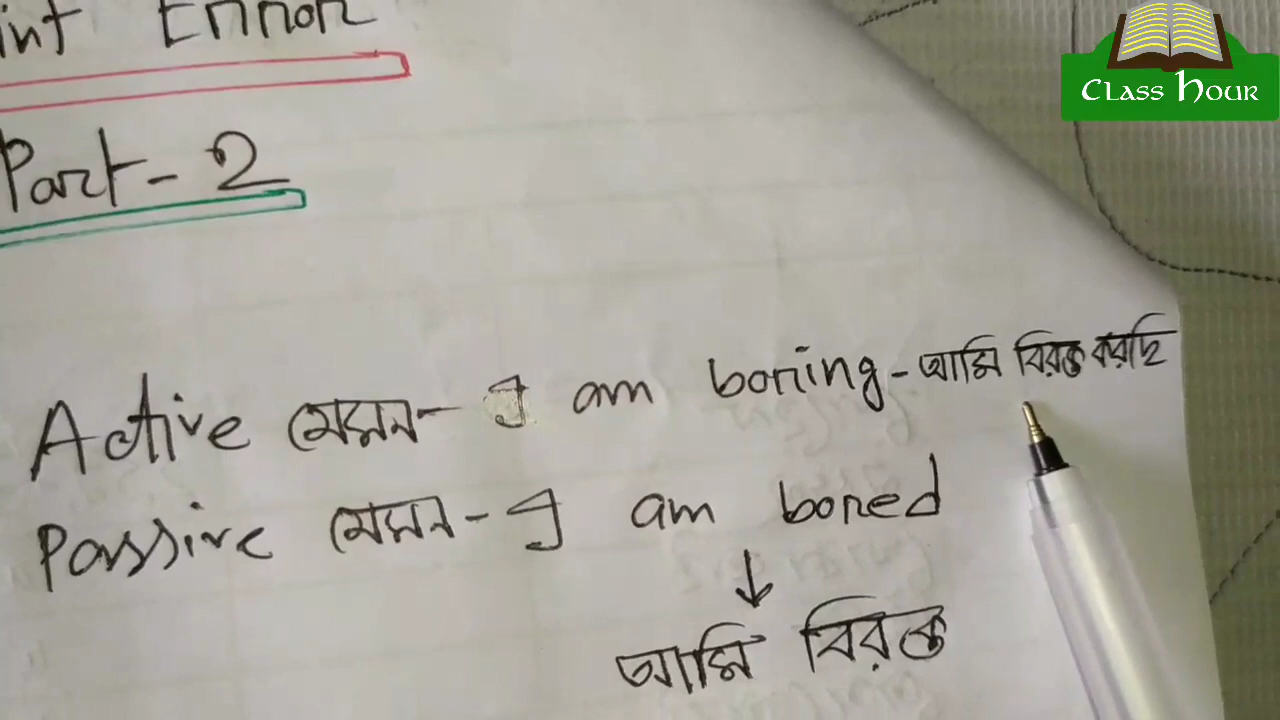 Class Hour
int Error
Part-2
Active যেমন- I am boring - আমি বিরক্ত করছি
Passive যেমন- I am bored
↓
আমি বিরক্ত